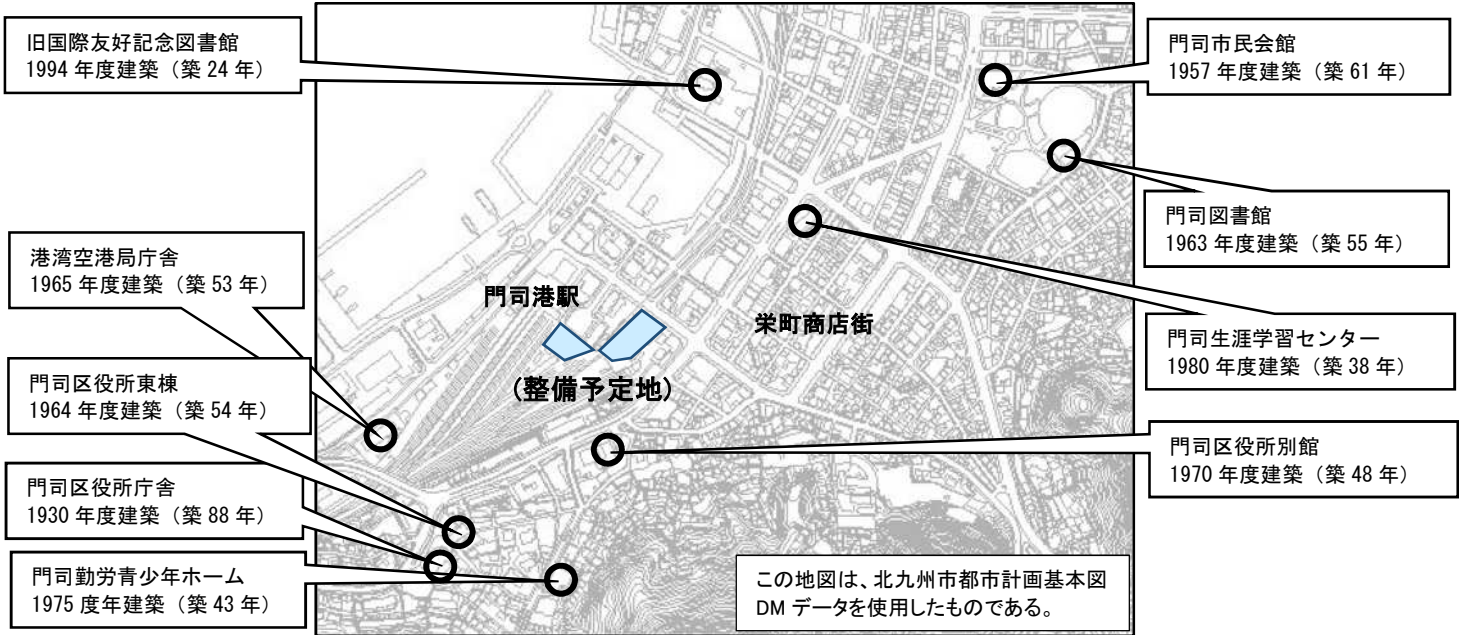 旧国際友好記念図書館
1994 年度建築（築 24 年）
港湾空港局庁舎
1965 年度建築（築 53 年）
門司区役所東棟
1964 年度建築（築 54 年）
門司区役所庁舎
1930 年度建築（築 88 年）
門司勤労青少年ホーム
1975 度年建築（築 43 年）
門司港駅
(整備予定地)
栄町商店街
門司市民会館
1957 年度建築（築 61 年）
門司図書館
1963 年度建築（築 55 年）
門司生涯学習センター
1980 年度建築（築 38 年）
門司区役所別館
1970 年度建築（築 48 年）
この地図は、北九州市都市計画基本図
DM データを使用したものである。